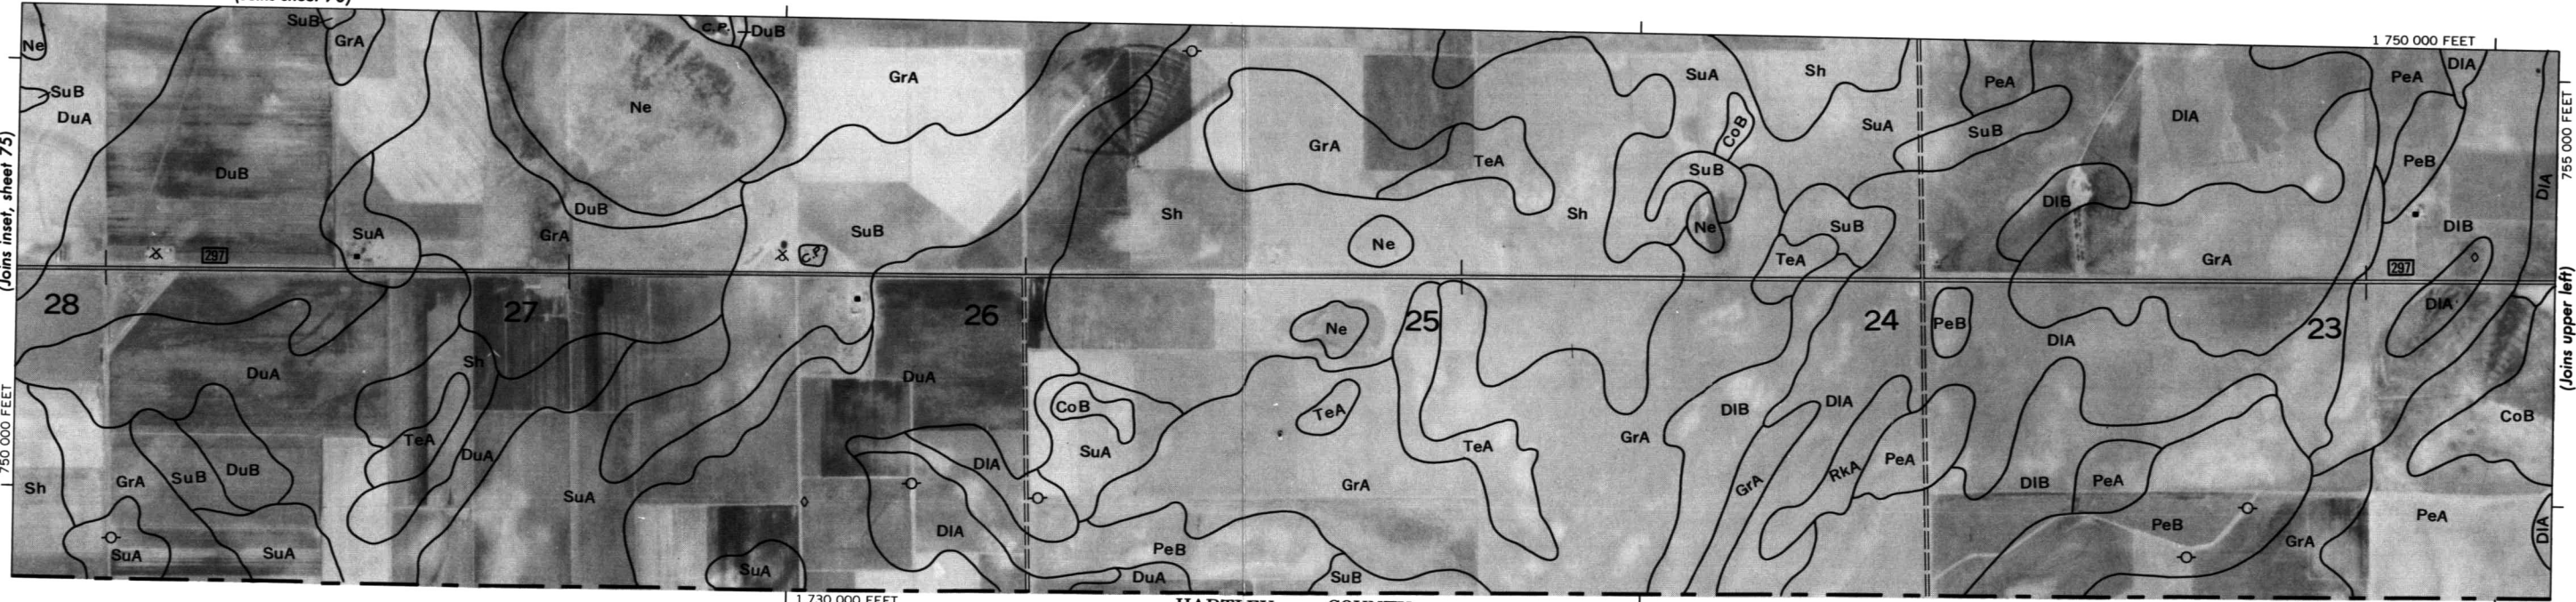 1 750 000 FEET
SuB
GrA
C.P.
DuB
Ne
SuB
DuA
Ne
GrA
SuA
Sh
PeA
DIA
PeA
DIA
GrA
TeA
CoB
SuA
SuB
DIA
PeB
755 000 FEET
(Joins inset, sheet 75)
DuB
DuB
SuB
DIB
DIA
SuA
GrA
SuB
Sh
Sh
Ne
Ne
SuB
DIB
297
C.P.
TeA
GrA
297
28
27
26
25
24
23
Ne
PeB
DIA
DIA
(Joins upper left)
Sh
DuA
DuA
CoB
TeA
DIB
DIA
CoB
TeA
DuA
DIA
SuA
TeA
GrA
750 000 FEET
Sh
GrA
SuB
DuB
SuA
GrA
GrA
RkA
PeA
DIB
PeA
PeA
DIA
SuA
SuA
SuA
DIA
PeB
DuA
SuB
PeB
GrA
DIA
1 730 000 FEET